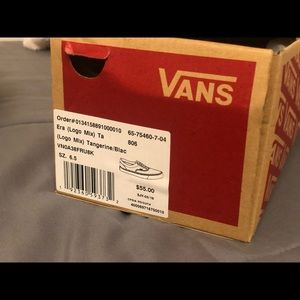 VANS
Order#0134158891000010 65-75460-7-04
Era (Logo Mix) Ta 806
(Logo Mix) Tangerine/Blac
VN0A38FRU8K
SZ. 6.5
$55.00